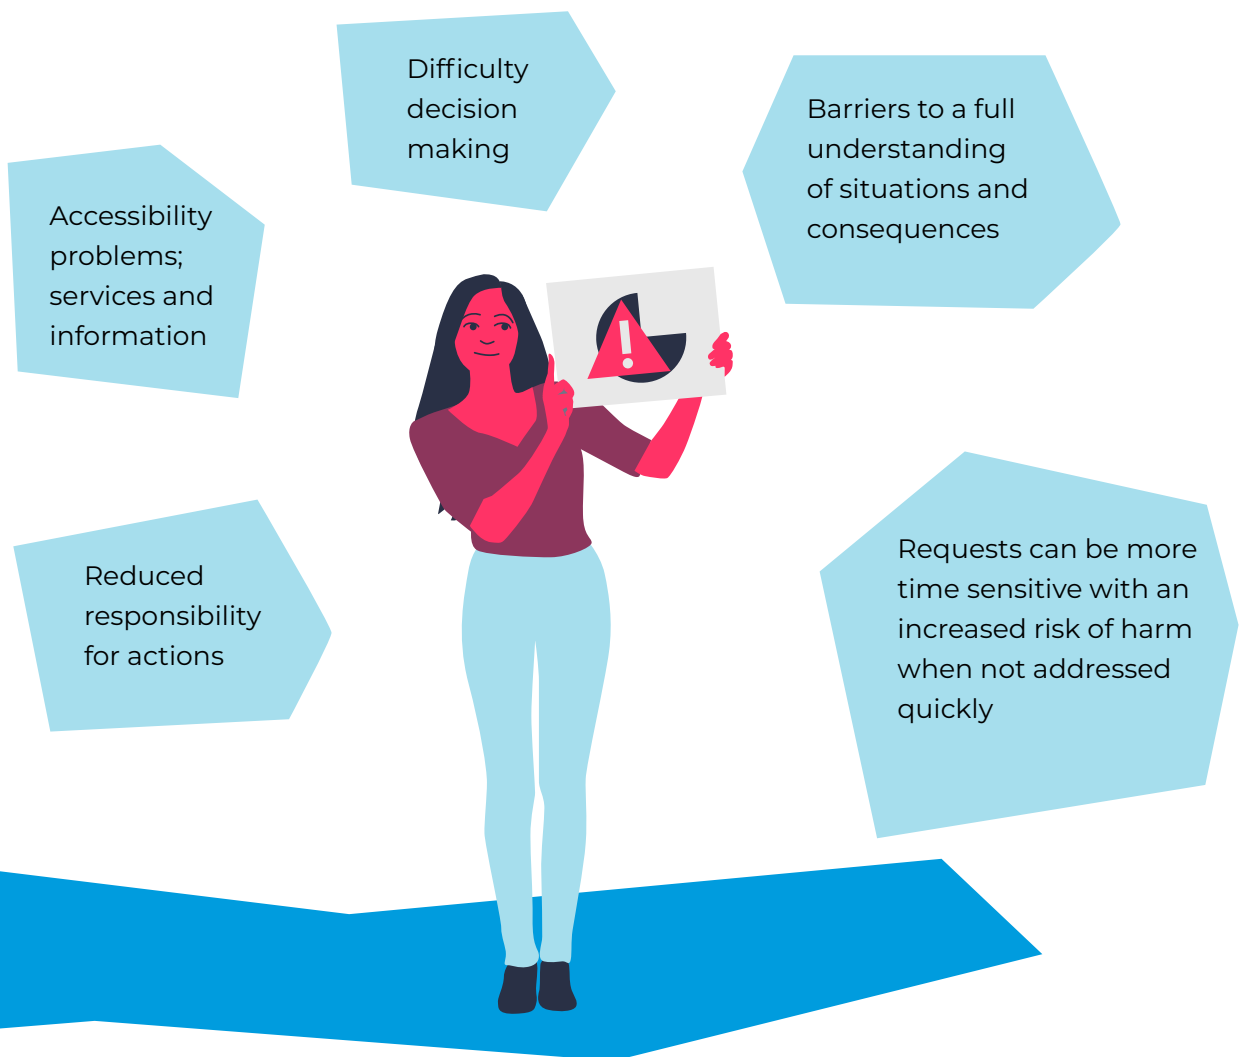 Difficulty
decision
making
Barriers to a full
understanding
of situations and
consequences
Accessibility
problems;
services and
information
Requests can be more
time sensitive with an
increased risk of harm
when not addressed
quickly
Reduced
responsibility
for actions
!